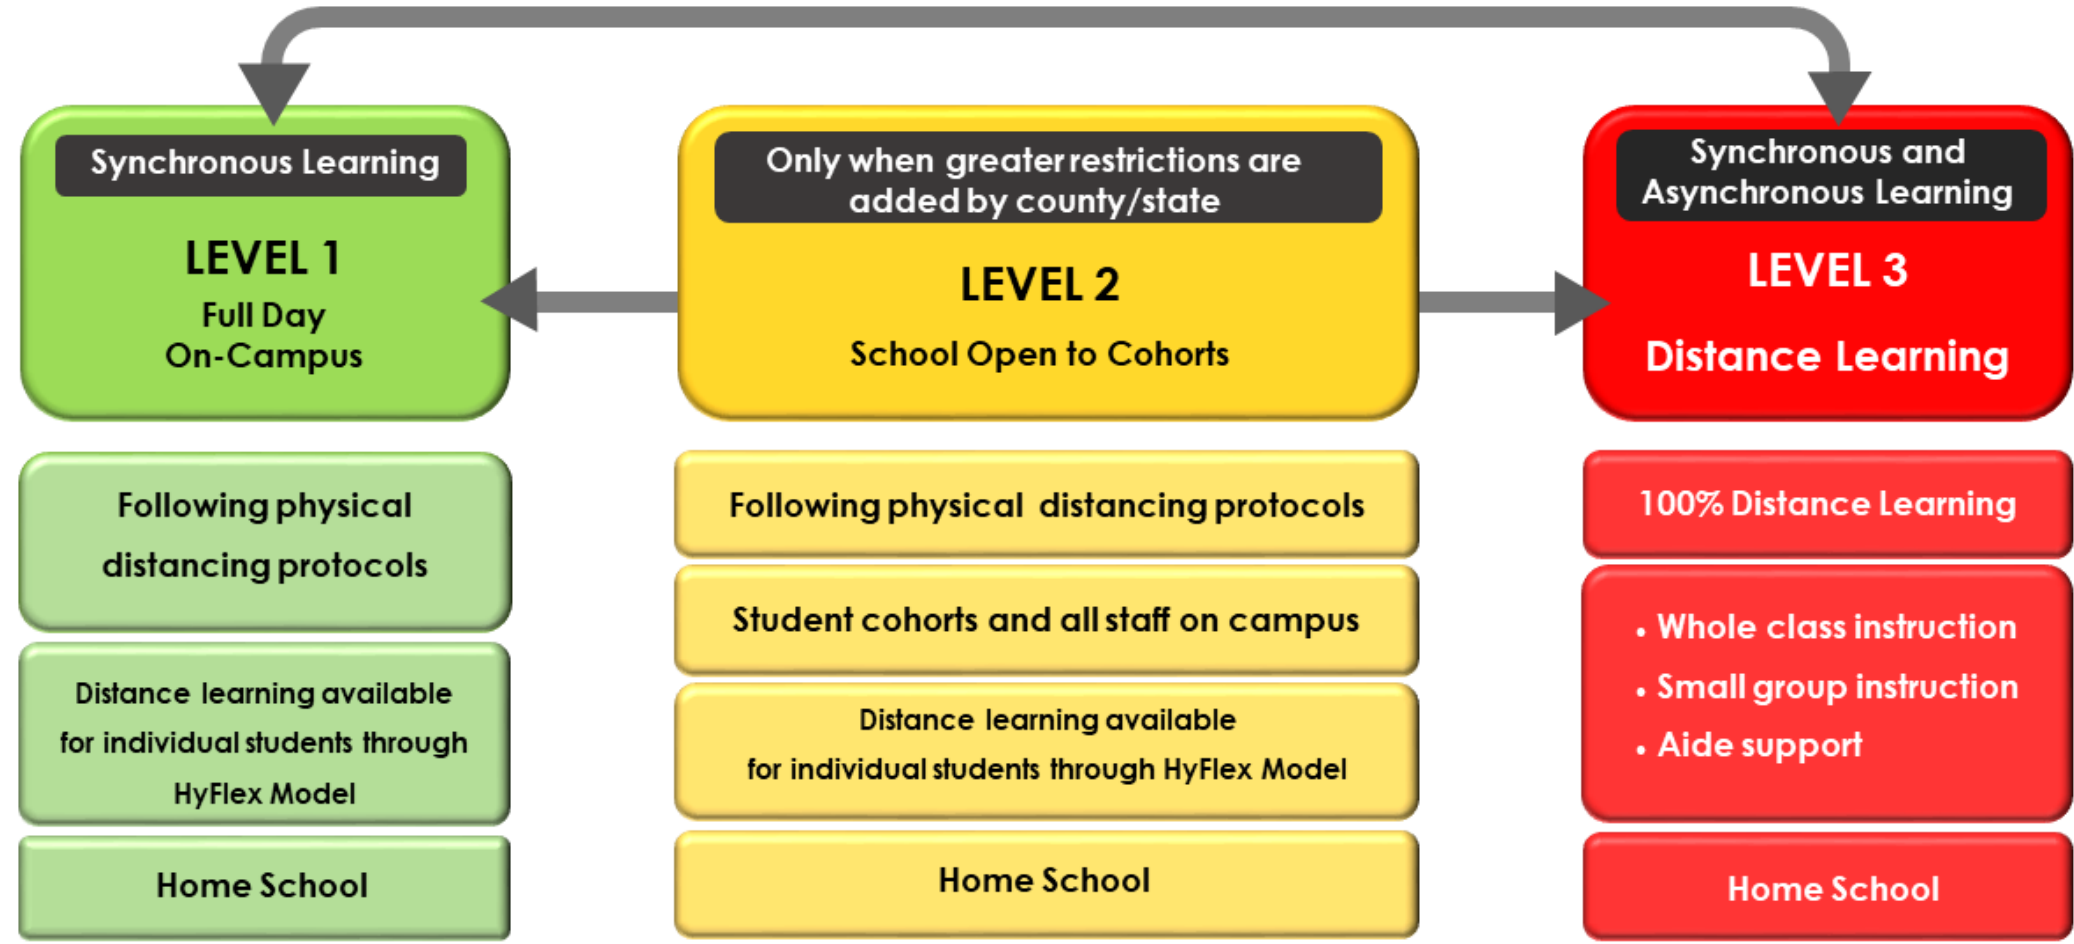 Synchronous Learning
LEVEL 1
Full Day
On-Campus
Following physical
distancing protocols
Distance learning available
for individual students through
HyFlex Model
Home School
Only when greater restrictions are
added by county/state
LEVEL 2
School Open to Cohorts
Following physical distancing protocols
Student cohorts and all staff on campus
Distance learning available
for individual students through HyFlex Model
Home School
Synchronous and
Asynchronous Learning
LEVEL 3
Distance Learning
100% Distance Learning
• Whole class instruction
• Small group instruction
• Aide support
Home School